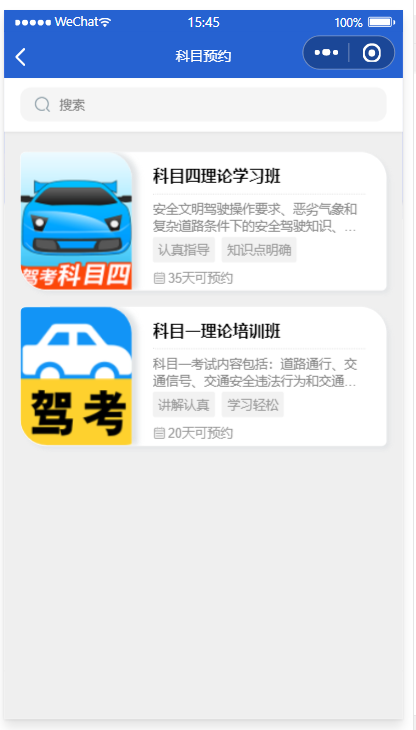 WeChat 15:45 100%
科目预约
搜索
科目四理论学习班
安全文明驾驶操作要求、恶劣气象和
复杂道路条件下的安全驾驶知识、...
认真指导 知识点明确
35天可预约
驾考科目四
科目一理论培训班
科目一考试内容包括：道路通行、交
通信号、交通安全违法行为和交通...
讲解认真 学习轻松
20天可预约
驾考